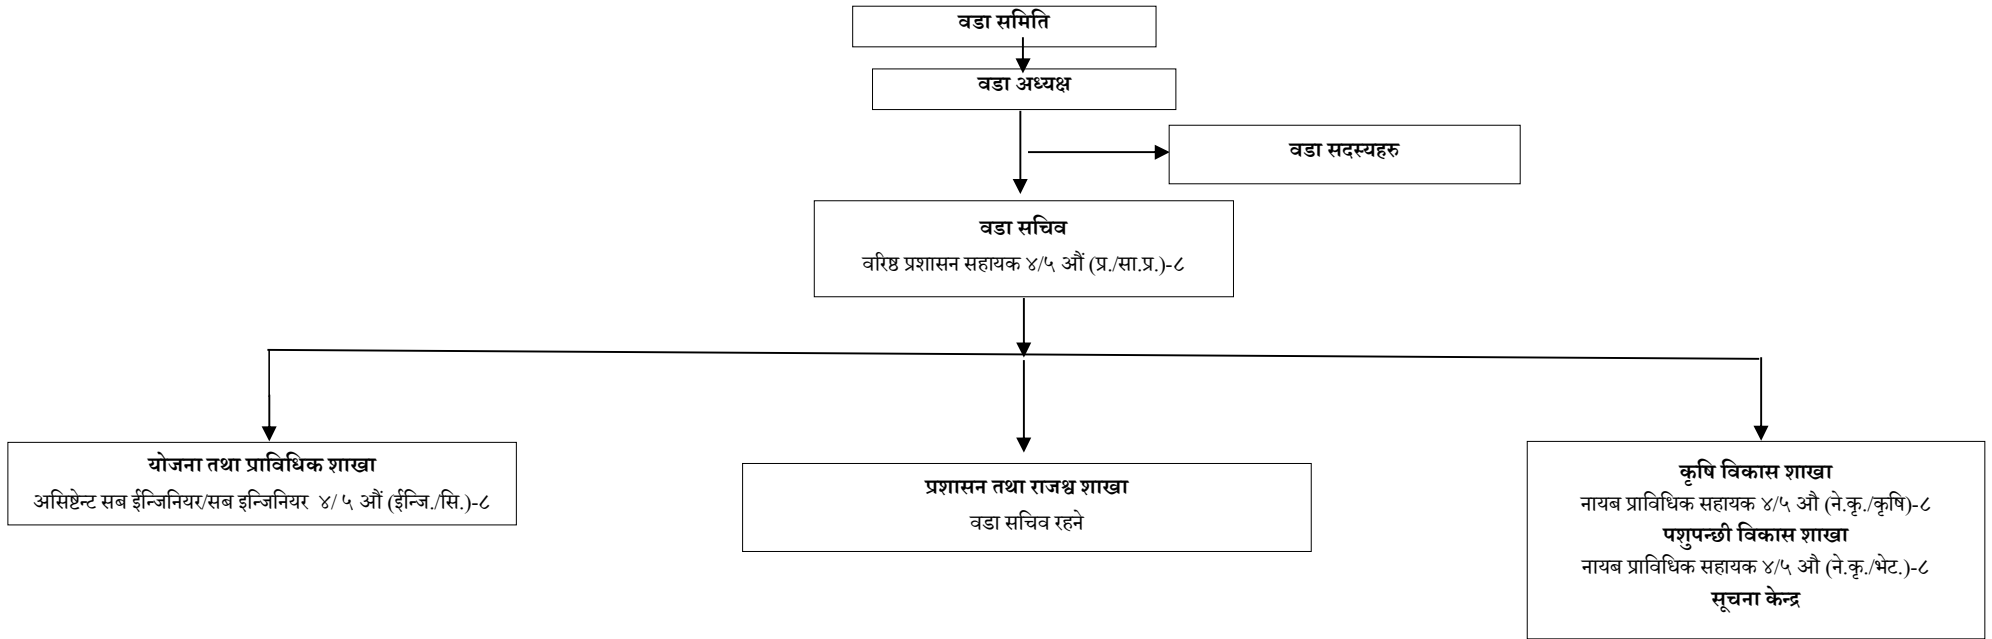 वडा समिति
वडा अध्यक्ष
वडा सदस्यहरु
वडा सचिव
वरिष्ठ प्रशासन सहायक ४/५ औं (प्र./सा.प्र.)-८
योजना तथा प्राविधिक शाखा
असिष्टेन्ट सब ईन्जिनियर/सब इन्जिनियर ४/ ५ औं (ईन्जि./सि.)-८
प्रशासन तथा राजश्व शाखा
वडा सचिव रहने
कृषि विकास शाखा
नायब प्राविधिक सहायक ४/५ औ (ने.कृ./कृषि)-८
पशुपन्छी विकास शाखा
नायब प्राविधिक सहायक ४/५ औ (ने.कृ./भेट.)-८
सूचना केन्द्र